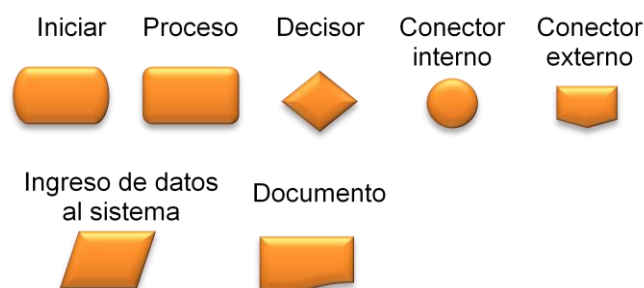 Iniciar
Proceso
Decisor
Conector
interno
Conector
externo
Ingreso de datos
al sistema
Documento